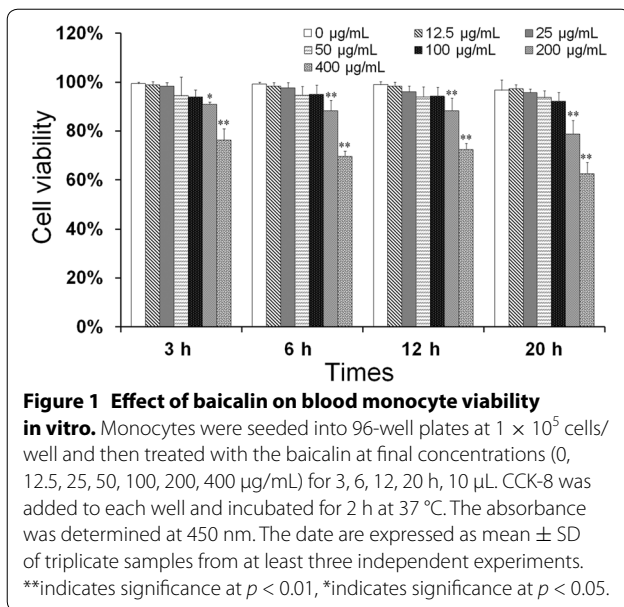 120%
0 µg/mL 12.5 µg/mL 25 µg/mL
50 µg/mL 100 µg/mL 200 µg/mL
400 µg/mL
100%
80%
60%
40%
20%
0%
Cell viability
*
**
**
**
**
**
**
**
3 h 6 h 12 h 20 h
Times
Figure 1 Effect of baicalin on blood monocyte viability
in vitro. Monocytes were seeded into 96-well plates at 1 × 10⁵ cells/
well and then treated with the baicalin at final concentrations (0,
12.5, 25, 50, 100, 200, 400 µg/mL) for 3, 6, 12, 20 h, 10 µL. CCK-8 was
added to each well and incubated for 2 h at 37 °C. The absorbance
was determined at 450 nm. The date are expressed as mean ± SD
of triplicate samples from at least three independent experiments.
**indicates significance at p < 0.01, *indicates significance at p < 0.05.